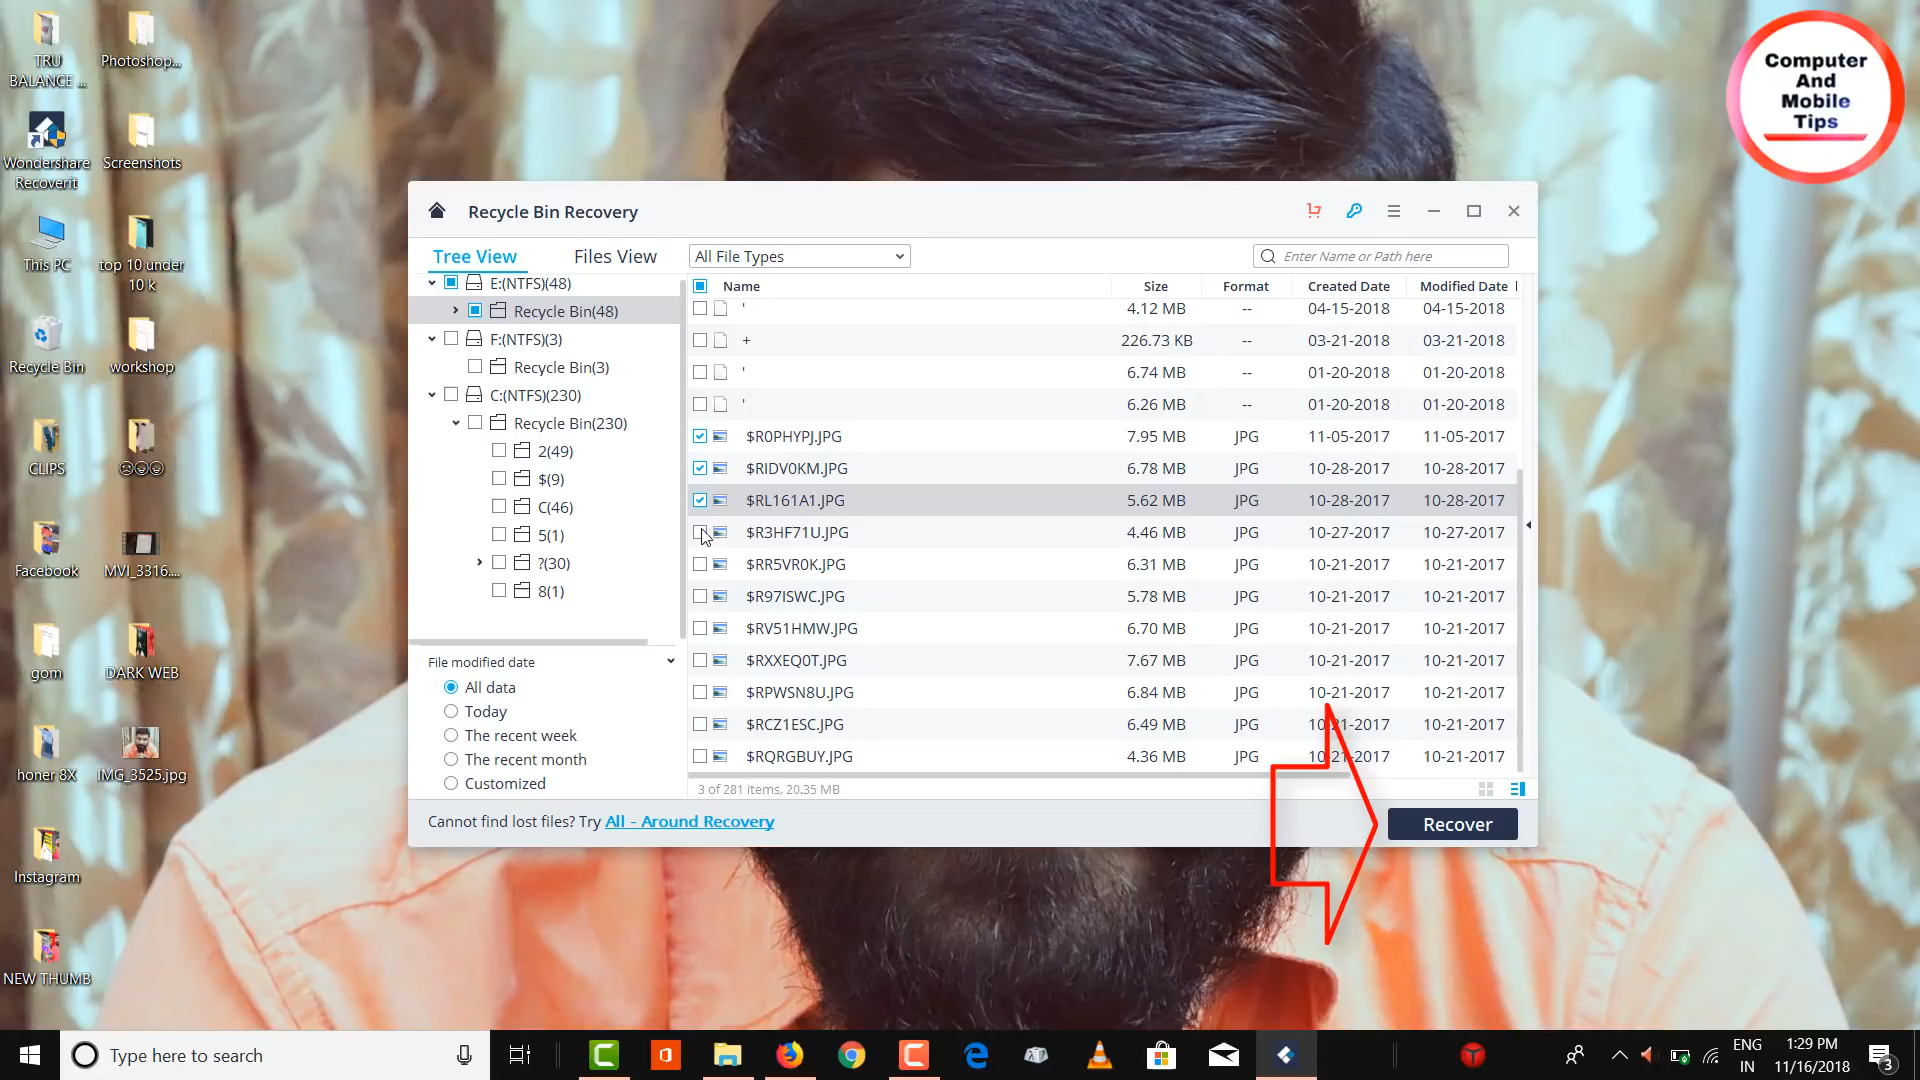 TRU
BALANCE ...
Photoshop...
Wondershare
Recoverit
Screenshots
This PC
top 10 under
10 k
Recycle Bin
workshop
CLIPS
☹😑😑
Facebook
MVI_3316....
gom
DARK WEB
honer 8X
IMG_3525.jpg
Instagram
NEW THUMB
Computer
And
Mobile
Tips
Recycle Bin Recovery
Tree View
Files View
All File Types
Enter Name or Path here
E:(NTFS)(48)
Recycle Bin(48)
F:(NTFS)(3)
Recycle Bin(3)
C:(NTFS)(230)
Recycle Bin(230)
2(49)
$(9)
C(46)
5(1)
?(30)
8(1)
File modified date
All data
Today
The recent week
The recent month
Customized
Name Size Format Created Date Modified Date
' 4.12 MB -- 04-15-2018 04-15-2018
+ 226.73 KB -- 03-21-2018 03-21-2018
' 6.74 MB -- 01-20-2018 01-20-2018
' 6.26 MB -- 01-20-2018 01-20-2018
$R0PHYPJ.JPG 7.95 MB JPG 11-05-2017 11-05-2017
$RIDV0KM.JPG 6.78 MB JPG 10-28-2017 10-28-2017
$RL161A1.JPG 5.62 MB JPG 10-28-2017 10-28-2017
$R3HF71U.JPG 4.46 MB JPG 10-27-2017 10-27-2017
$RR5VR0K.JPG 6.31 MB JPG 10-21-2017 10-21-2017
$R97ISWC.JPG 5.78 MB JPG 10-21-2017 10-21-2017
$RV51HMW.JPG 6.70 MB JPG 10-21-2017 10-21-2017
$RXXEQ0T.JPG 7.67 MB JPG 10-21-2017 10-21-2017
$RPWSN8U.JPG 6.84 MB JPG 10-21-2017 10-21-2017
$RCZ1ESC.JPG 6.49 MB JPG 10-21-2017 10-21-2017
$RQRGBUY.JPG 4.36 MB JPG 10-21-2017 10-21-2017
3 of 281 items, 20.35 MB
Cannot find lost files? Try All - Around Recovery
Recover
Type here to search
ENG
IN
1:29 PM
11/16/2018
3